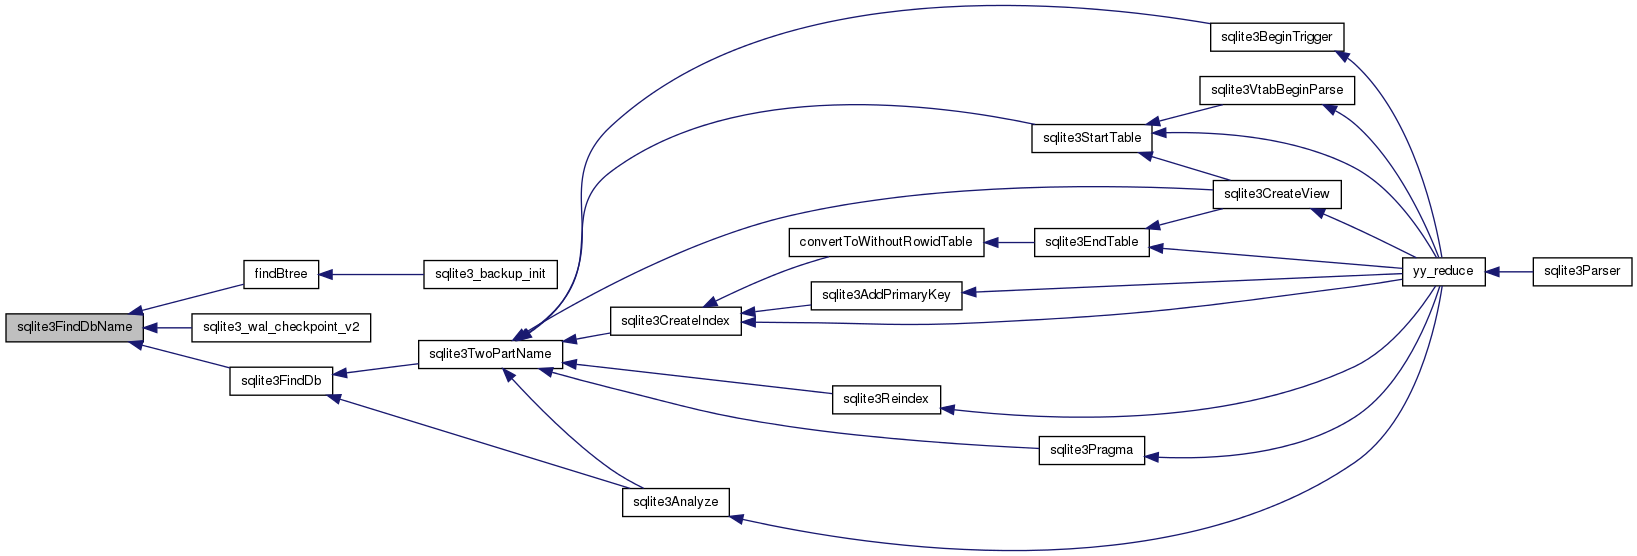 sqlite3BeginTrigger
sqlite3VtabBeginParse
sqlite3StartTable
sqlite3CreateView
convertToWithoutRowidTable
sqlite3EndTable
findBtree
sqlite3_backup_init
yy_reduce
sqlite3Parser
sqlite3AddPrimaryKey
sqlite3FindDbName
sqlite3_wal_checkpoint_v2
sqlite3CreateIndex
sqlite3TwoPartName
sqlite3FindDb
sqlite3Reindex
sqlite3Pragma
sqlite3Analyze